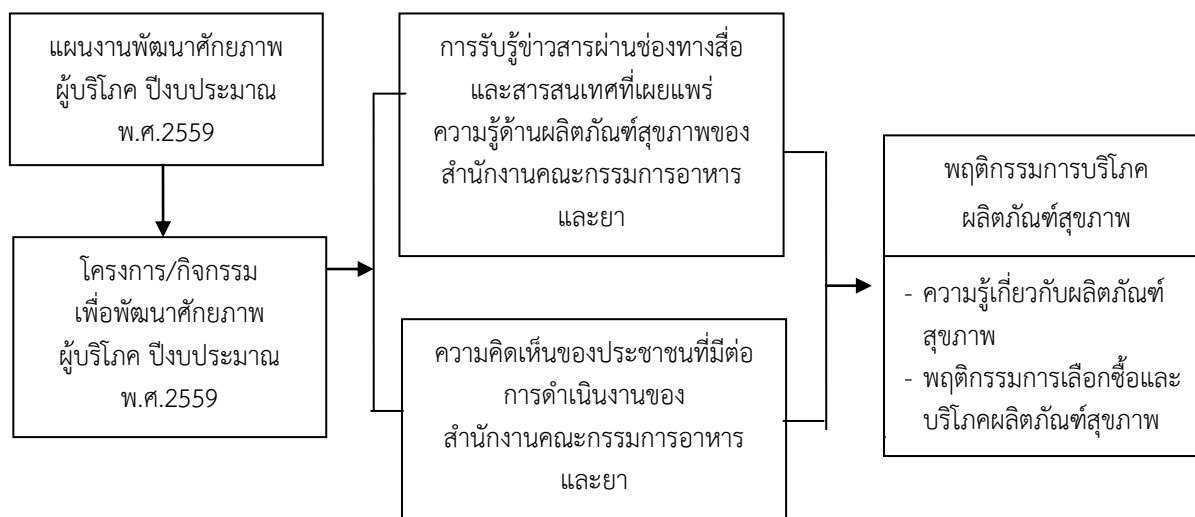 แผนงานพัฒนาศักยภาพ
ผู้บริโภค ปีงบประมาณ
พ.ศ.2559
โครงการ/กิจกรรม
เพื่อพัฒนาศักยภาพ
ผู้บริโภค ปีงบประมาณ
พ.ศ.2559
การรับรู้ข่าวสารผ่านช่องทางสื่อ
และสารสนเทศที่เผยแพร่
ความรู้ด้านผลิตภัณฑ์สุขภาพของ
สำนักงานคณะกรรมการอาหาร
และยา
ความคิดเห็นของประชาชนที่มีต่อ
การดำเนินงานของ
สำนักงานคณะกรรมการอาหาร
และยา
พฤติกรรมการบริโภค
ผลิตภัณฑ์สุขภาพ
- ความรู้เกี่ยวกับผลิตภัณฑ์
สุขภาพ
- พฤติกรรมการเลือกซื้อและ
บริโภคผลิตภัณฑ์สุขภาพ